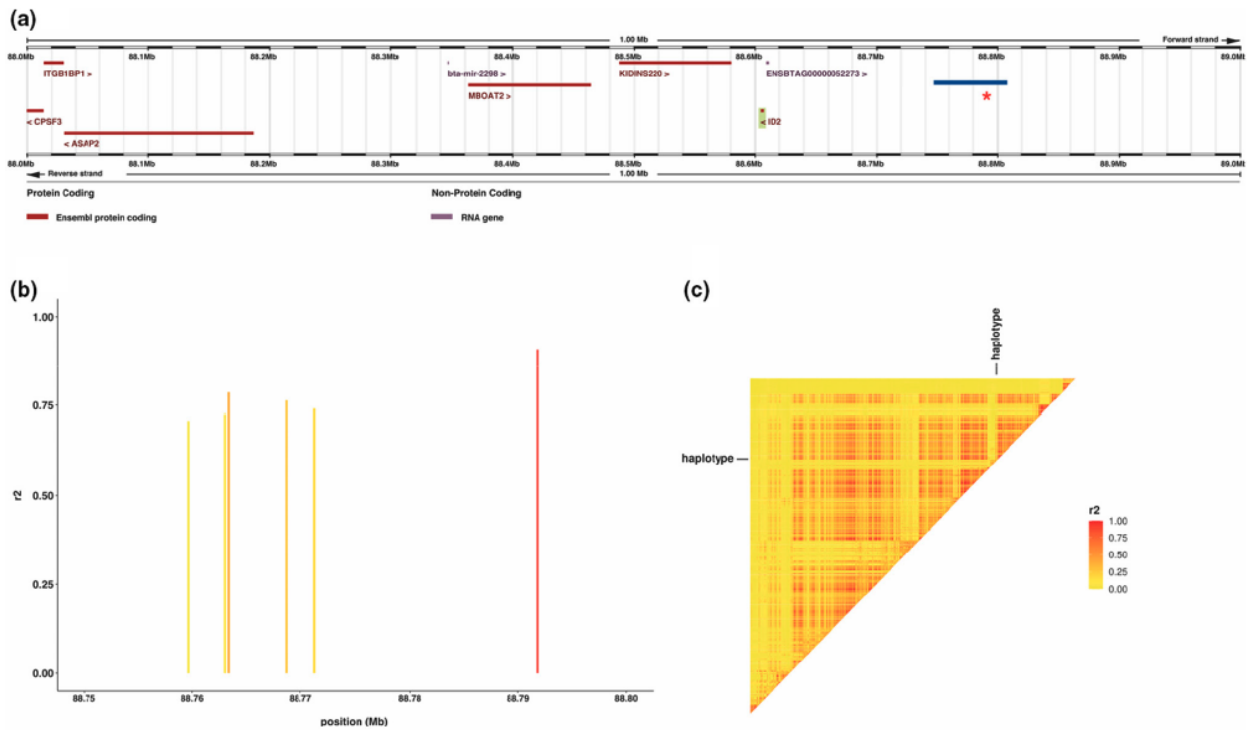 (a)
1.00 Mb
Forward strand
88.0Mb 88.1Mb 88.2Mb 88.3Mb 88.4Mb 88.5Mb 88.6Mb 88.7Mb 88.8Mb 88.9Mb 89.0Mb
ITGB1BP1 > bta-mir-2298 > KIDINS220 > ENSBTAG00000052273 >
MBOAT2 > *
< CPSF3 < ID2
< ASAP2
88.0Mb 88.1Mb 88.2Mb 88.3Mb 88.4Mb 88.5Mb 88.6Mb 88.7Mb 88.8Mb 88.9Mb 89.0Mb
Reverse strand 1.00 Mb
Protein Coding Non-Protein Coding
Ensembl protein coding RNA gene
(b)
1.00
0.75
0.50
0.25
0.00
r2
88.75 88.76 88.77 88.78 88.79 88.80
position (Mb)
(c)
haplotype
haplotype
r2
1.00
0.75
0.50
0.25
0.00